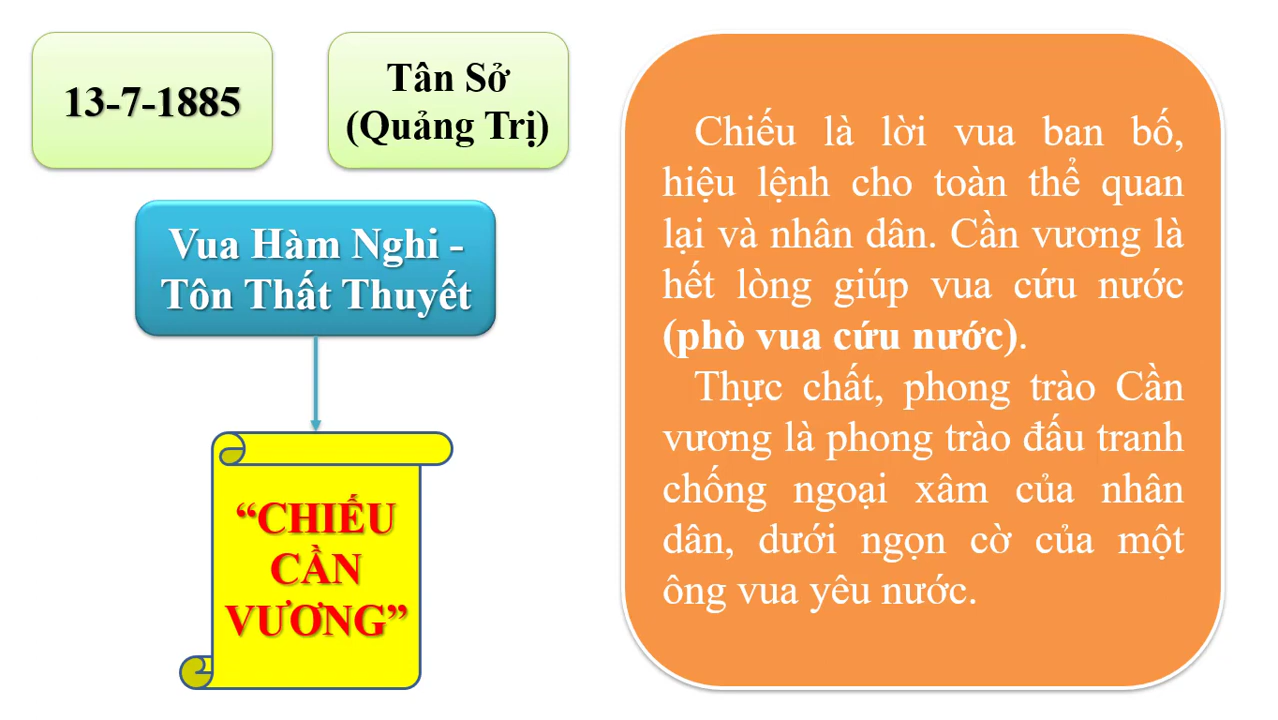 13-7-1885
Tân Sở
(Quảng Trị)
Vua Hàm Nghi -
Tôn Thất Thuyết
“CHIẾU
CẦN
VƯƠNG”
Chiếu là lời vua ban bố,
hiệu lệnh cho toàn thể quan
lại và nhân dân. Cần vương là
hết lòng giúp vua cứu nước
(phò vua cứu nước).
Thực chất, phong trào Cần
vương là phong trào đấu tranh
chống ngoại xâm của nhân
dân, dưới ngọn cờ của một
ông vua yêu nước.